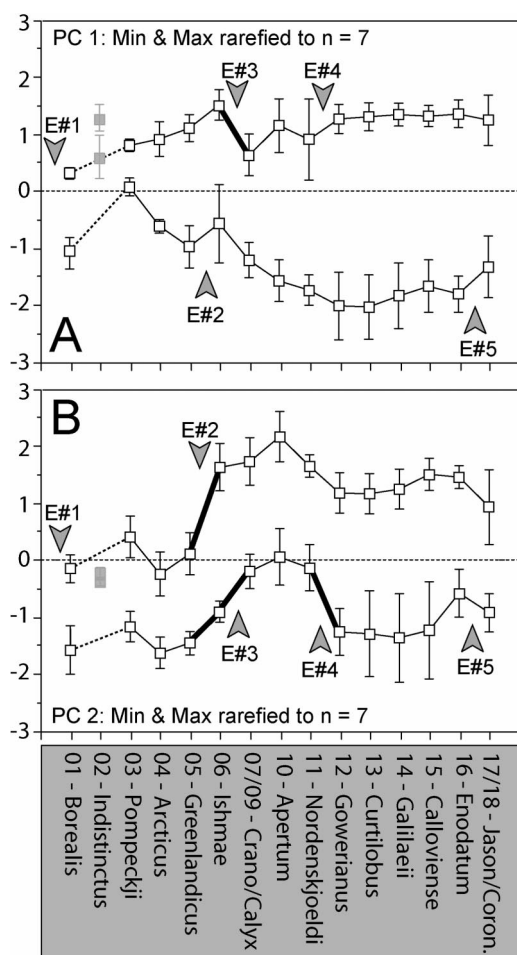 3
PC 1: Min & Max rarefied to n = 7
2
E#3
E#4
E#1
1
0
-1
E#2
-2
A
E#5
-3
3
B
E#2
2
E#1
1
0
-1
E#3
E#4
E#5
-2
PC 2: Min & Max rarefied to n = 7
-3
01 - Borealis
02 - Indistinctus
03 - Pompeckji
04 - Arcticus
05 - Greenlandicus
06 - Ishmae
07/09 - Crano/Calyx
10 - Apertum
11 - Nordenskjoeldi
12 - Gowerianus
13 - Curtilobus
14 - Galilaeii
15 - Calloviense
16 - Enodatum
17/18 - Jason/Coron.